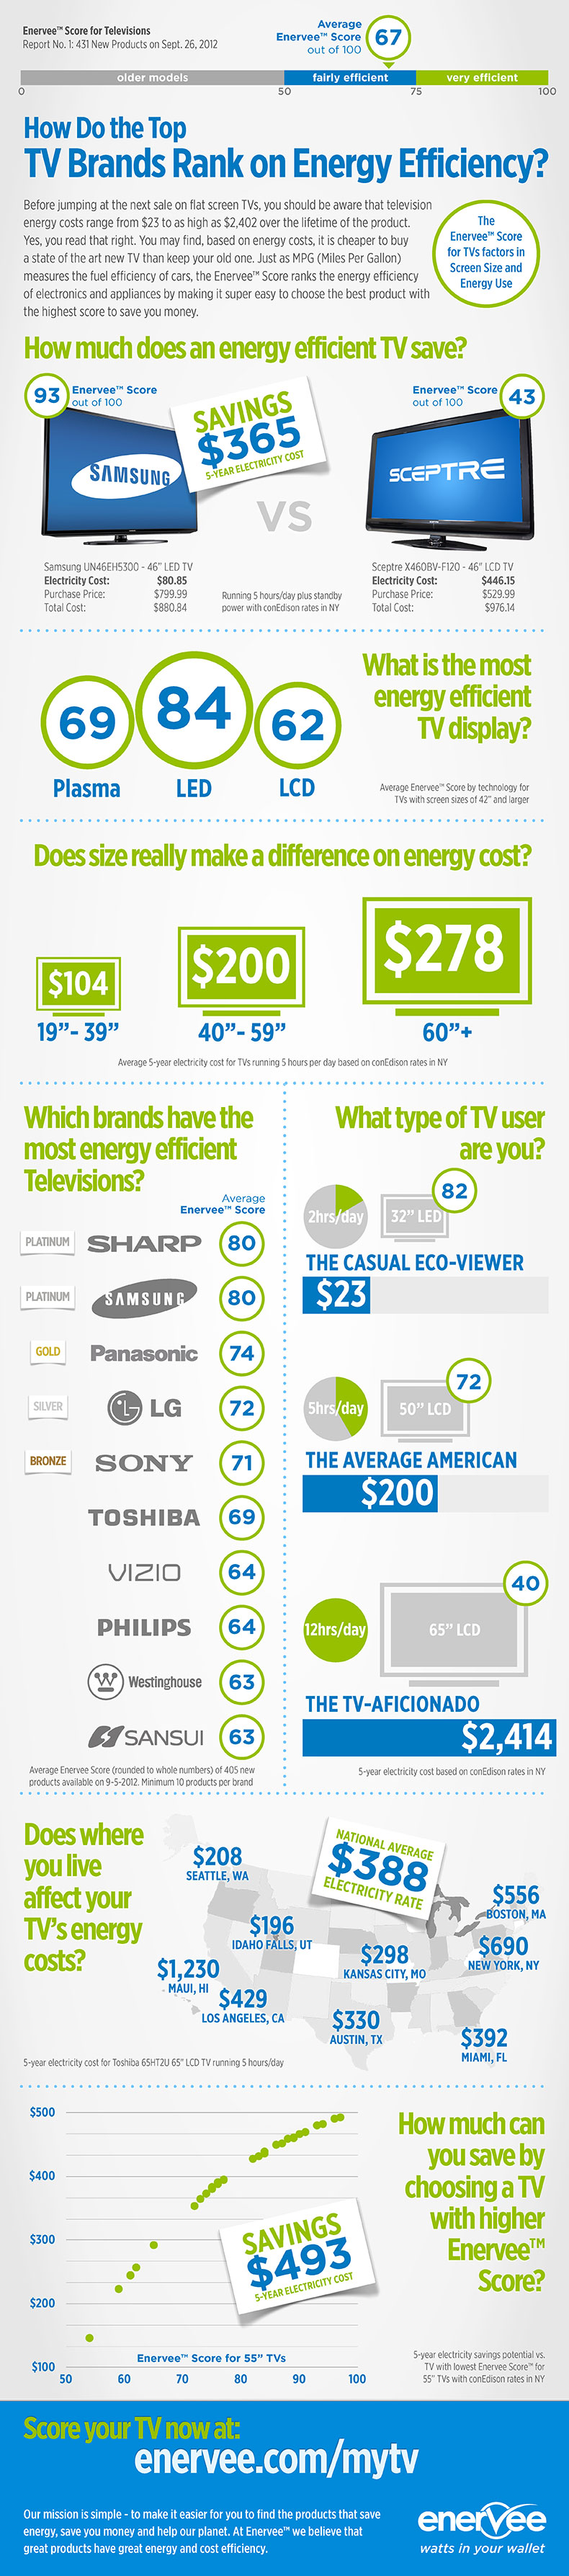 Enervee™ Score for Televisions
Report No. 1: 431 New Products on Sept. 26, 2012
Average
Enervee™ Score
out of 100
67
older models
fairly efficient
very efficient
0
50
75
100
How Do the Top
TV Brands Rank on Energy Efficiency?
Before jumping at the next sale on flat screen TVs, you should be aware that television
energy costs range from $23 to as high as $2,402 over the lifetime of the product.
Yes, you read that right. You may find, based on energy costs, it is cheaper to buy
a state of the art new TV than keep your old one. Just as MPG (Miles Per Gallon)
measures the fuel efficiency of cars, the Enervee™ Score ranks the energy efficiency
of electronics and appliances by making it super easy to choose the best product with
the highest score to save you money.
The
Enervee™ Score
for TVs factors in
Screen Size and
Energy Use
How much does an energy efficient TV save?
93
Enervee™ Score
out of 100
SAMSUNG
SAVINGS
$365
5-YEAR ELECTRICITY COST
VS
Enervee™ Score
out of 100
43
SCEPTRE
Samsung UN46EH5300 - 46" LED TV
Electricity Cost: $80.85
Purchase Price: $799.99
Total Cost: $880.84
Running 5 hours/day plus standby
power with conEdison rates in NY
Sceptre X460BV-F120 - 46" LCD TV
Electricity Cost: $446.15
Purchase Price: $529.99
Total Cost: $976.14
69
Plasma
84
LED
62
LCD
What is the most
energy efficient
TV display?
Average Enervee™ Score by technology for
TVs with screen sizes of 42" and larger
Does size really make a difference on energy cost?
$104
19”- 39”
$200
40”- 59”
$278
60”+
Average 5-year electricity cost for TVs running 5 hours per day based on conEdison rates in NY
Which brands have the
most energy efficient
Televisions?
Average
Enervee™ Score
PLATINUM SHARP 80
PLATINUM SAMSUNG 80
GOLD Panasonic 74
SILVER LG 72
BRONZE SONY 71
TOSHIBA 69
VIZIO 64
PHILIPS 64
Westinghouse 63
SANSUI 63
Average Enervee Score (rounded to whole numbers) of 405 new
products available on 9-5-2012. Minimum 10 products per brand
What type of TV user
are you?
2hrs/day
32” LED
82
THE CASUAL ECO-VIEWER
$23
5hrs/day
50” LCD
72
THE AVERAGE AMERICAN
$200
12hrs/day
65” LCD
40
THE TV-AFICIONADO
$2,414
5-year electricity cost based on conEdison rates in NY
Does where
you live
affect your
TV’s energy
costs?
NATIONAL AVERAGE
$388
ELECTRICITY RATE
$208
SEATTLE, WA
$556
BOSTON, MA
$196
IDAHO FALLS, UT
$690
NEW YORK, NY
$298
KANSAS CITY, MO
$1,230
MAUI, HI
$429
LOS ANGELES, CA
$330
AUSTIN, TX
$392
MIAMI, FL
5-year electricity cost for Toshiba 65HT2U 65" LCD TV running 5 hours/day
$500
$400
$300
$200
$100
SAVINGS
$493
5-YEAR ELECTRICITY COST
Enervee™ Score for 55” TVs
50
60
70
80
90
100
How much can
you save by
choosing a TV
with higher
Enervee™
Score?
5-year electricity savings potential vs.
TV with lowest Enervee Score™ for
55" TVs with conEdison rates in NY
Score your TV now at:
enervee.com/mytv
Our mission is simple - to make it easier for you to find the products that save
energy, save you money and help our planet. At Enervee™ we believe that
great products have great energy and cost efficiency.
enervee
watts in your wallet